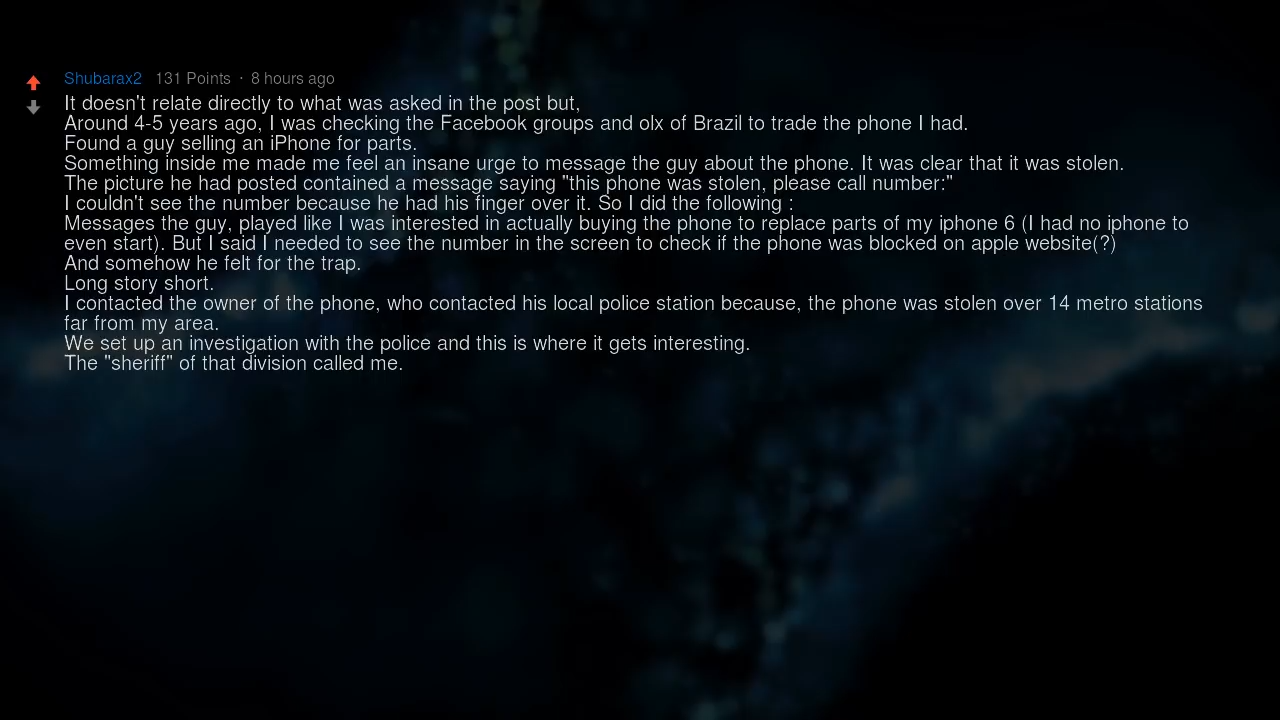 Shubarax2 131 Points · 8 hours ago
It doesn't relate directly to what was asked in the post but,
Around 4-5 years ago, I was checking the Facebook groups and olx of Brazil to trade the phone I had.
Found a guy selling an iPhone for parts.
Something inside me made me feel an insane urge to message the guy about the phone. It was clear that it was stolen.
The picture he had posted contained a message saying "this phone was stolen, please call number:"
I couldn't see the number because he had his finger over it. So I did the following :
Messages the guy, played like I was interested in actually buying the phone to replace parts of my iphone 6 (I had no iphone to
even start). But I said I needed to see the number in the screen to check if the phone was blocked on apple website(?)
And somehow he felt for the trap.
Long story short.
I contacted the owner of the phone, who contacted his local police station because, the phone was stolen over 14 metro stations
far from my area.
We set up an investigation with the police and this is where it gets interesting.
The "sheriff" of that division called me.